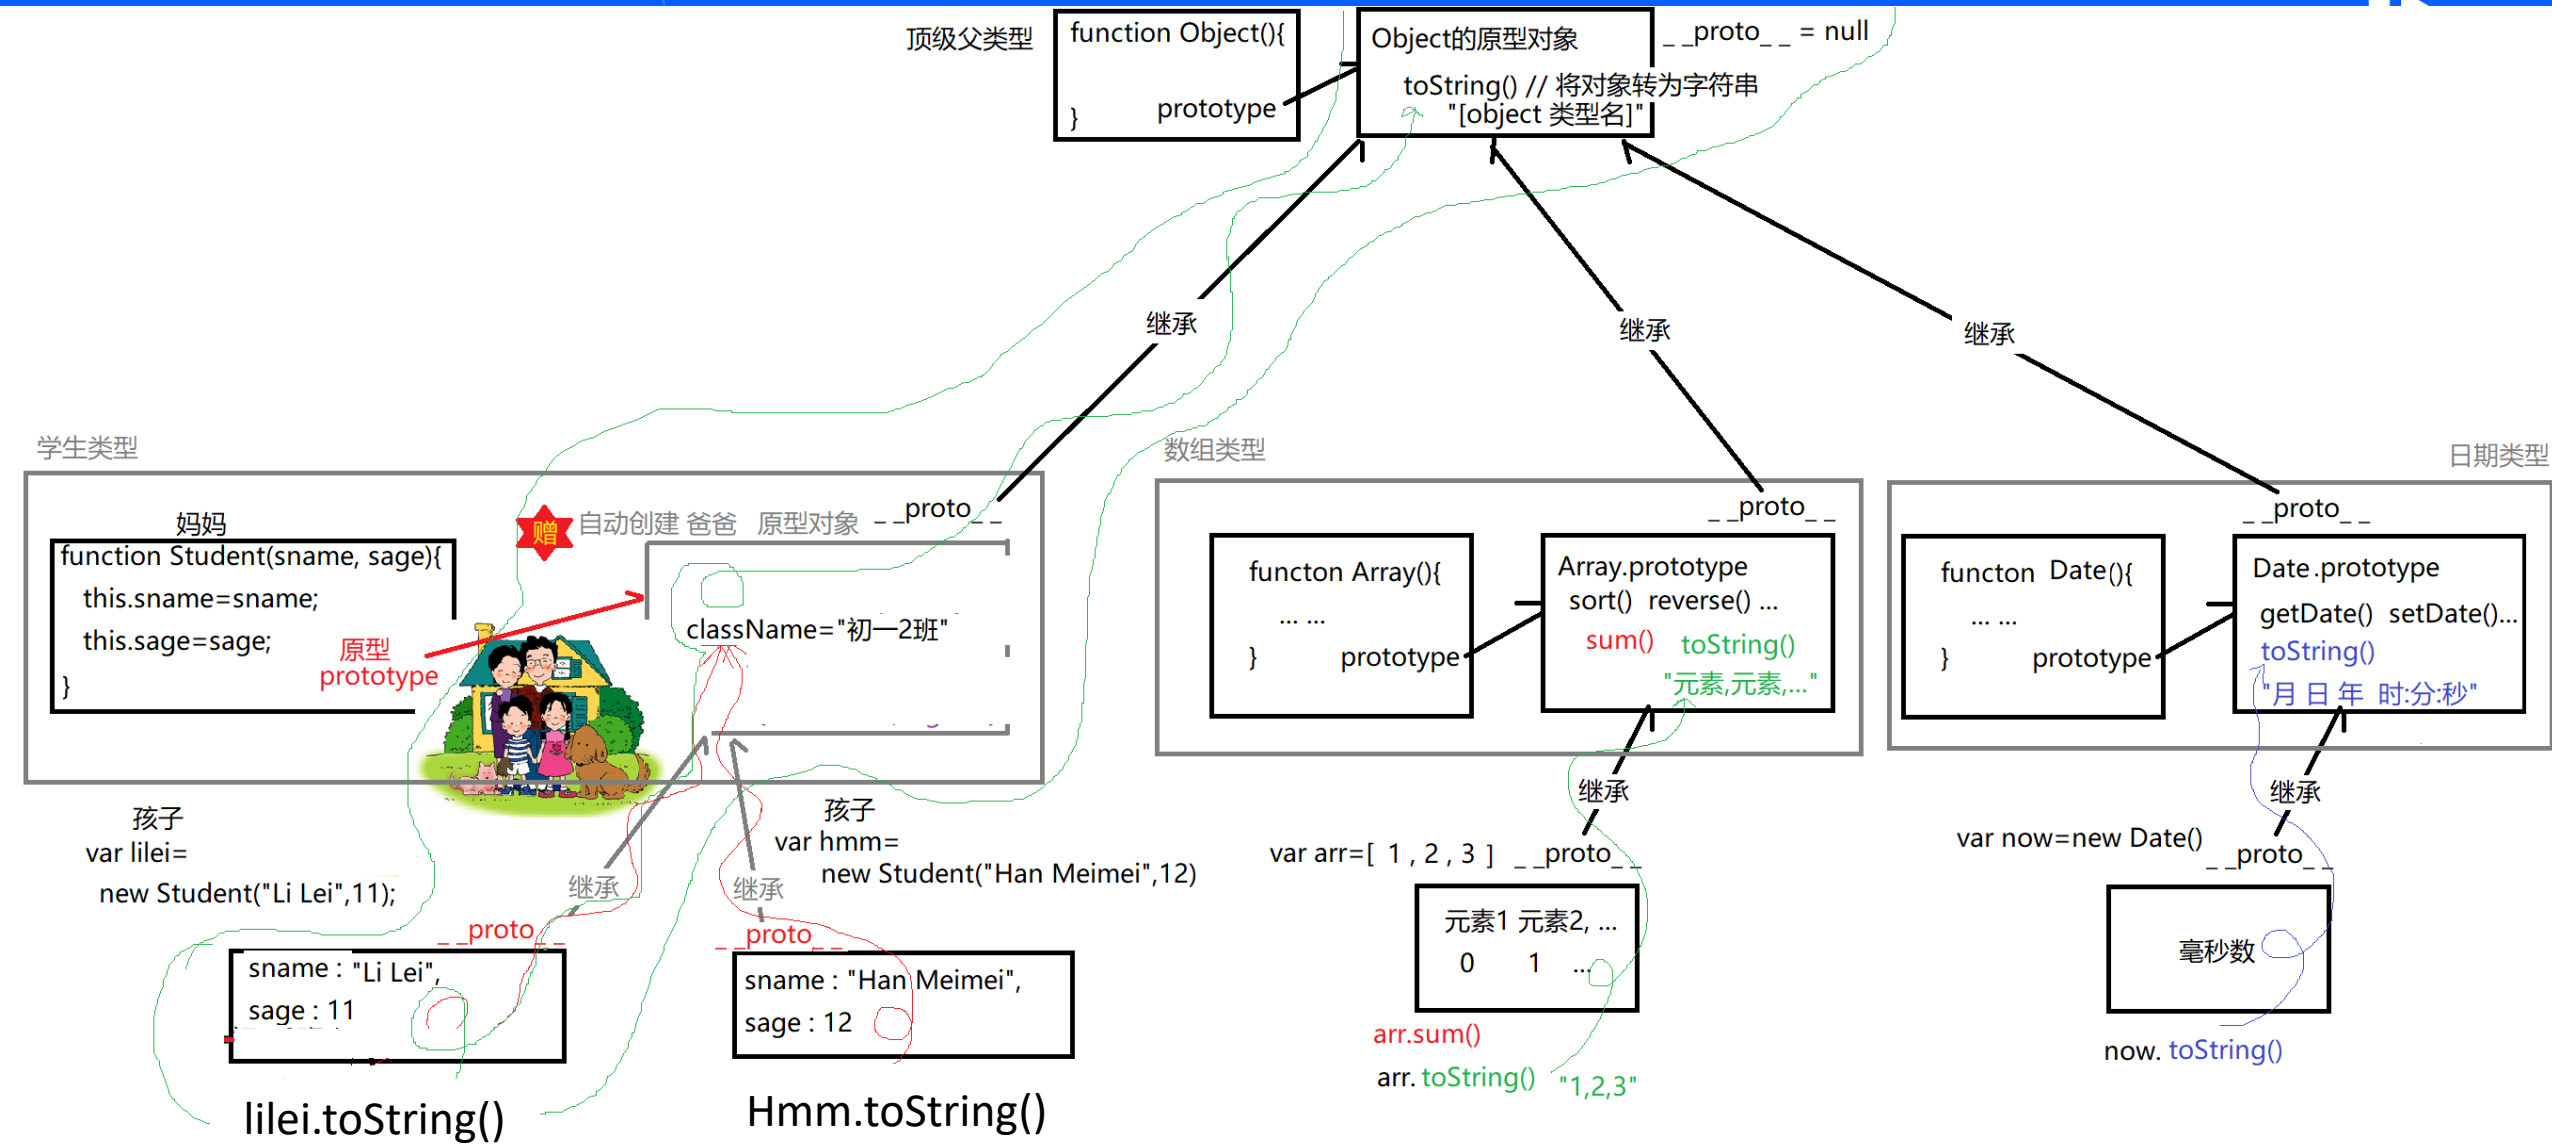 顶级父类型
function Object(){
prototype
}
Object的原型对象
toString() // 将对象转为字符串
"[object 类型名]"
_ _proto_ _ = null
继承
继承
继承
学生类型
妈妈
function Student(sname, sage){
this.sname=sname;
this.sage=sage;
}
原型
prototype
赠
自动创建 爸爸 原型对象
_ _proto_ _
className="初一2班"
孩子
var lilei=
new Student("Li Lei",11);
继承
_ _proto_ _
sname : "Li Lei",
sage : 11
lilei.toString()
孩子
var hmm=
new Student("Han Meimei",12)
继承
_ _proto_ _
sname : "Han Meimei",
sage : 12
Hmm.toString()
数组类型
_ _proto_ _
functon Array(){
... ...
}
prototype
Array.prototype
sort() reverse() ...
sum() toString()
"元素,元素,..."
继承
var arr=[ 1 , 2 , 3 ] _ _proto_ _
元素1 元素2, ...
0 1 ...
arr.sum()
arr. toString() "1,2,3"
日期类型
_ _proto_ _
functon Date(){
... ...
}
prototype
Date.prototype
getDate() setDate()...
toString()
"月 日 年 时:分:秒"
继承
var now=new Date()
_ _proto_ _
毫秒数
now. toString()